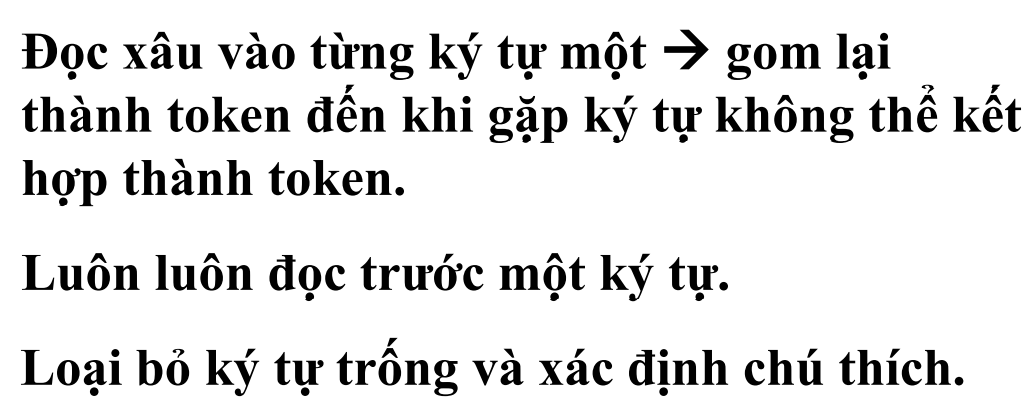 Đọc xâu vào từng ký tự một → gom lại
thành token đến khi gặp ký tự không thể kết
hợp thành token.
Luôn luôn đọc trước một ký tự.
Loại bỏ ký tự trống và xác định chú thích.